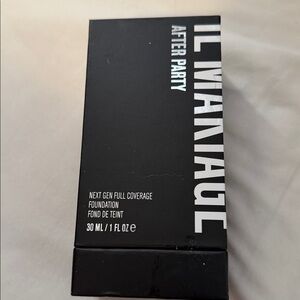 IL MAKIAGE
AFTER PARTY
NEXT GEN FULL COVERAGE
FOUNDATION
FOND DE TEINT
30 ML / 1 FL OZ ℮